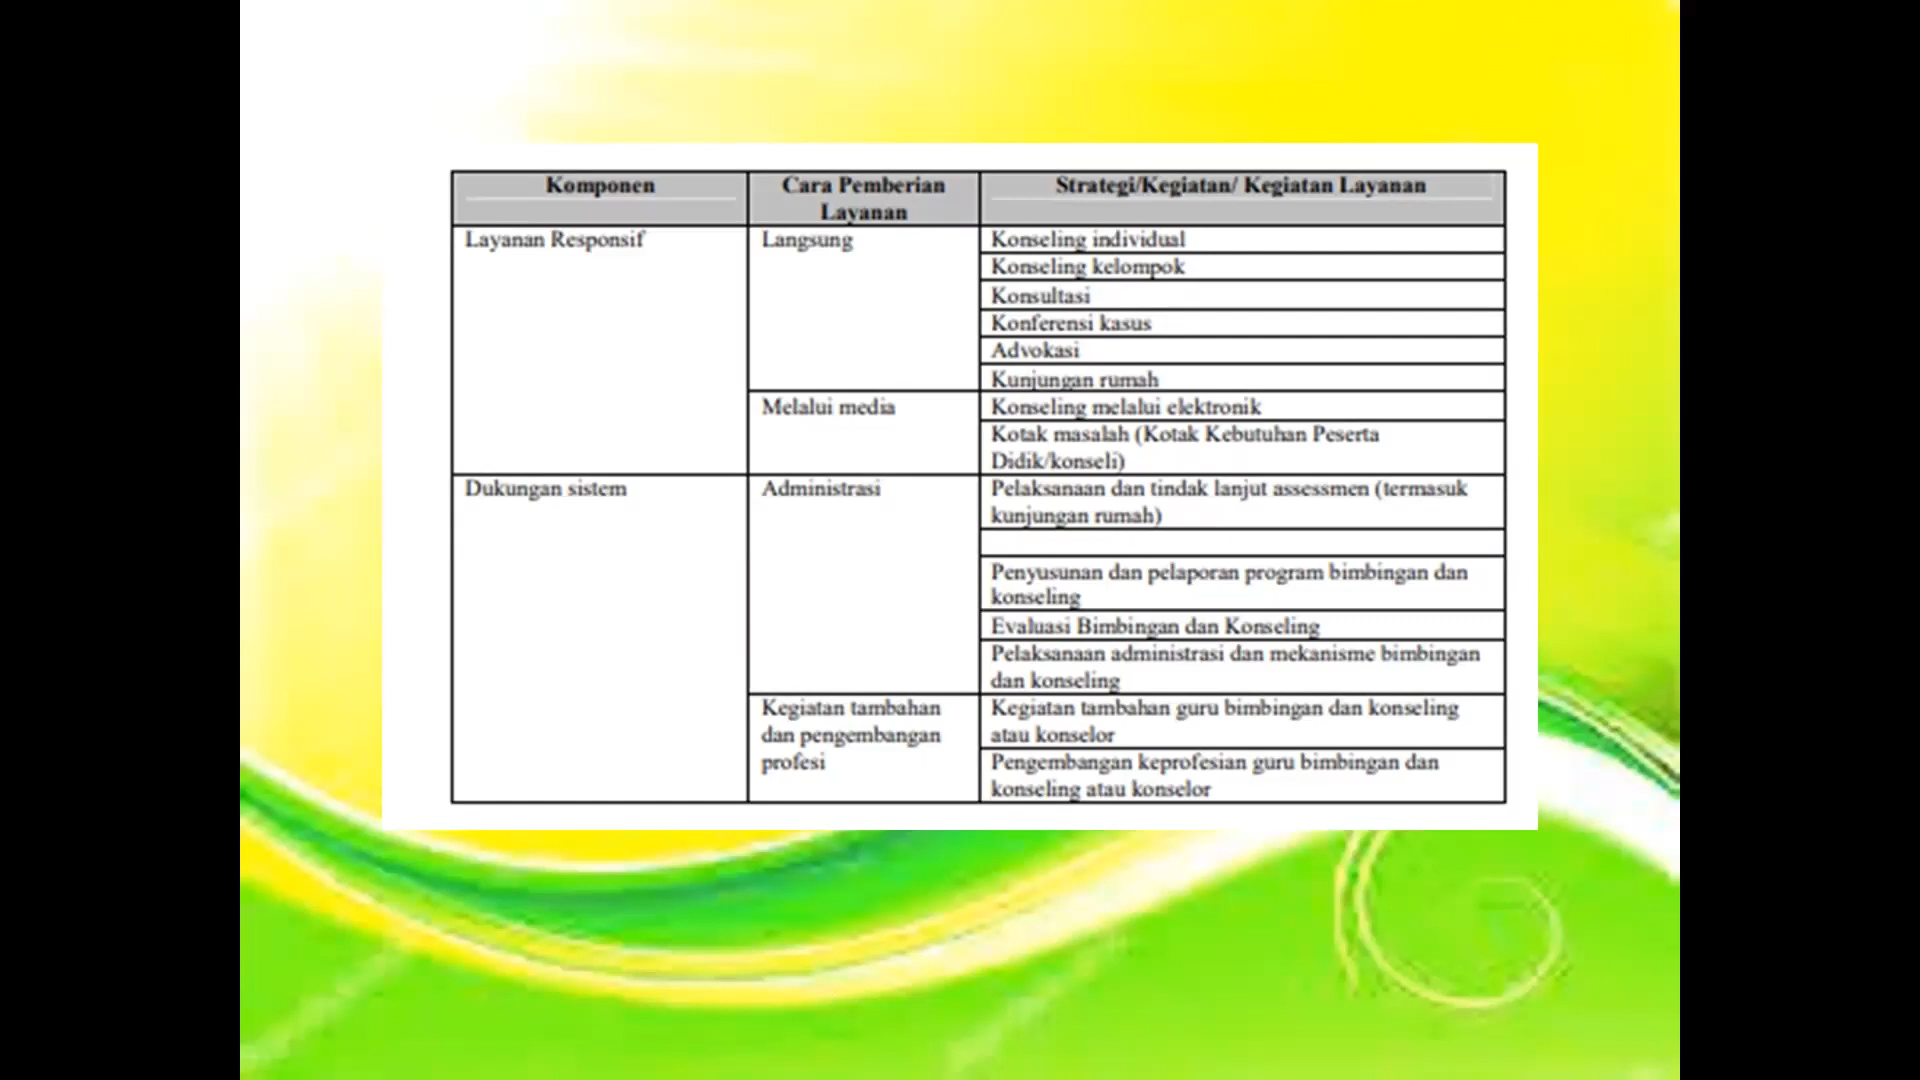 Komponen
Cara Pemberian
Layanan
Strategi/Kegiatan/ Kegiatan Layanan
Layanan Responsif
Langsung
Konseling individual
Konseling kelompok
Konsultasi
Konferensi kasus
Advokasi
Kunjungan rumah
Melalui media
Konseling melalui elektronik
Kotak masalah (Kotak Kebutuhan Peserta
Didik/konseli)
Dukungan sistem
Administrasi
Pelaksanaan dan tindak lanjut assessmen (termasuk
kunjungan rumah)
Penyusunan dan pelaporan program bimbingan dan
konseling
Evaluasi Bimbingan dan Konseling
Pelaksanaan administrasi dan mekanisme bimbingan
dan konseling
Kegiatan tambahan
dan pengembangan
profesi
Kegiatan tambahan guru bimbingan dan konseling
atau konselor
Pengembangan keprofesian guru bimbingan dan
konseling atau konselor